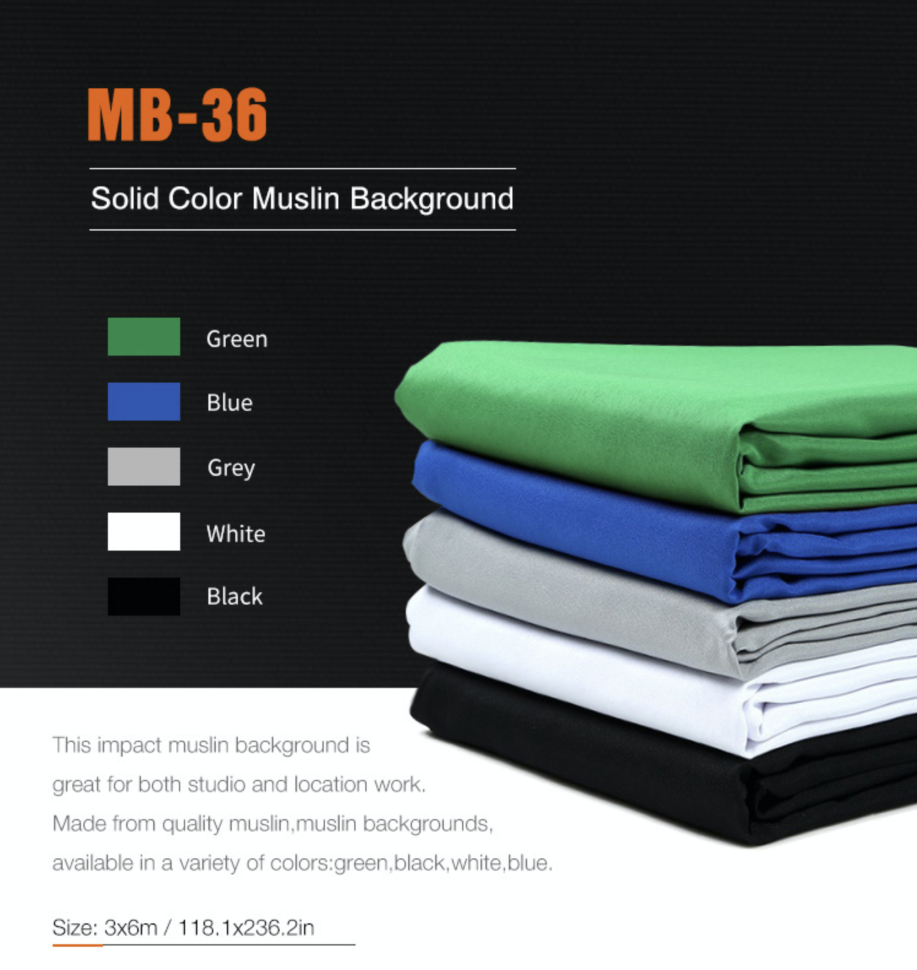 MB-36
Solid Color Muslin Background
Green
Blue
Grey
White
Black
This impact muslin background is
great for both studio and location work.
Made from quality muslin,muslin backgrounds,
available in a variety of colors:green,black,white,blue.
Size: 3x6m / 118.1x236.2in